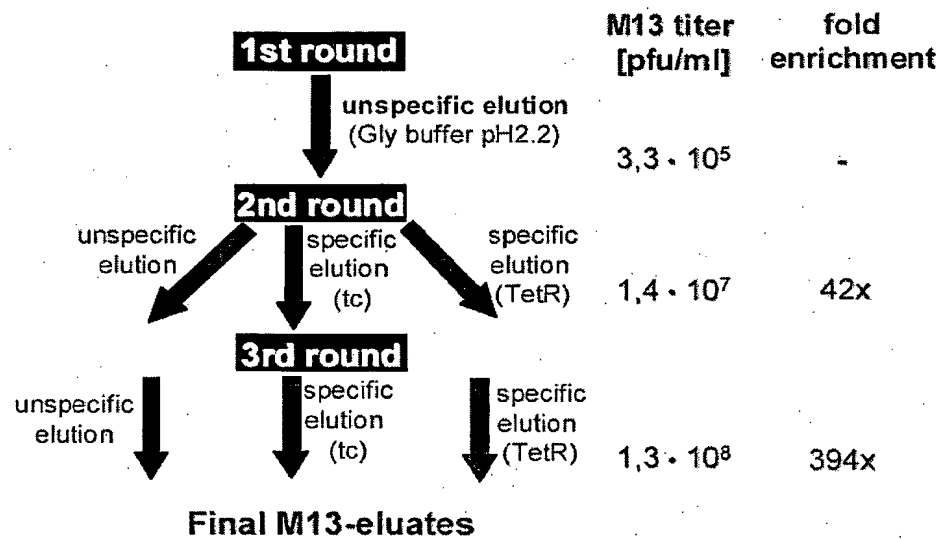 M13 titer
[pfu/ml]
fold
enrichment
1st round
unspecific elution
(Gly buffer pH2.2)
3,3 · 10⁵
-
2nd round
unspecific
elution
specific
elution
(tc)
specific
elution
(TetR)
1,4 · 10⁷
42x
3rd round
unspecific
elution
specific
elution
(tc)
specific
elution
(TetR)
1,3 · 10⁸
394x
Final M13-eluates